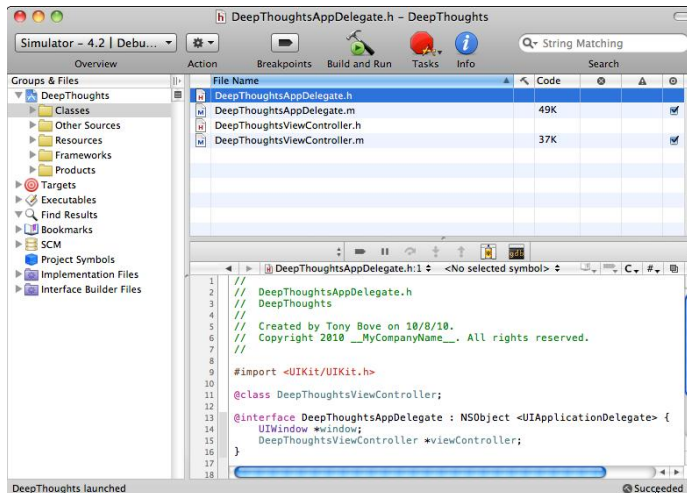 DeepThoughtsAppDelegate.h – DeepThoughts
Simulator - 4.2 | Debu...
String Matching
Overview
Action
Breakpoints
Build and Run
Tasks
Info
Search
Groups & Files
File Name
Code
DeepThoughts
Classes
Other Sources
Resources
Frameworks
Products
Targets
Executables
Find Results
Bookmarks
SCM
Project Symbols
Implementation Files
Interface Builder Files
DeepThoughtsAppDelegate.h
DeepThoughtsAppDelegate.m 49K
DeepThoughtsViewController.h
DeepThoughtsViewController.m 37K
gdb
DeepThoughtsAppDelegate.h:1 <No selected symbol> C, #,
1 //
2 //  DeepThoughtsAppDelegate.h
3 //  DeepThoughts
4 //
5 //  Created by Tony Bove on 10/8/10.
6 //  Copyright 2010 __MyCompanyName__. All rights reserved.
7 //
8
9 #import <UIKit/UIKit.h>
10
11 @class DeepThoughtsViewController;
12
13 @interface DeepThoughtsAppDelegate : NSObject <UIApplicationDelegate> {
14 UIWindow *window;
15 DeepThoughtsViewController *viewController;
16 }
17
18
DeepThoughts launched
Succeeded